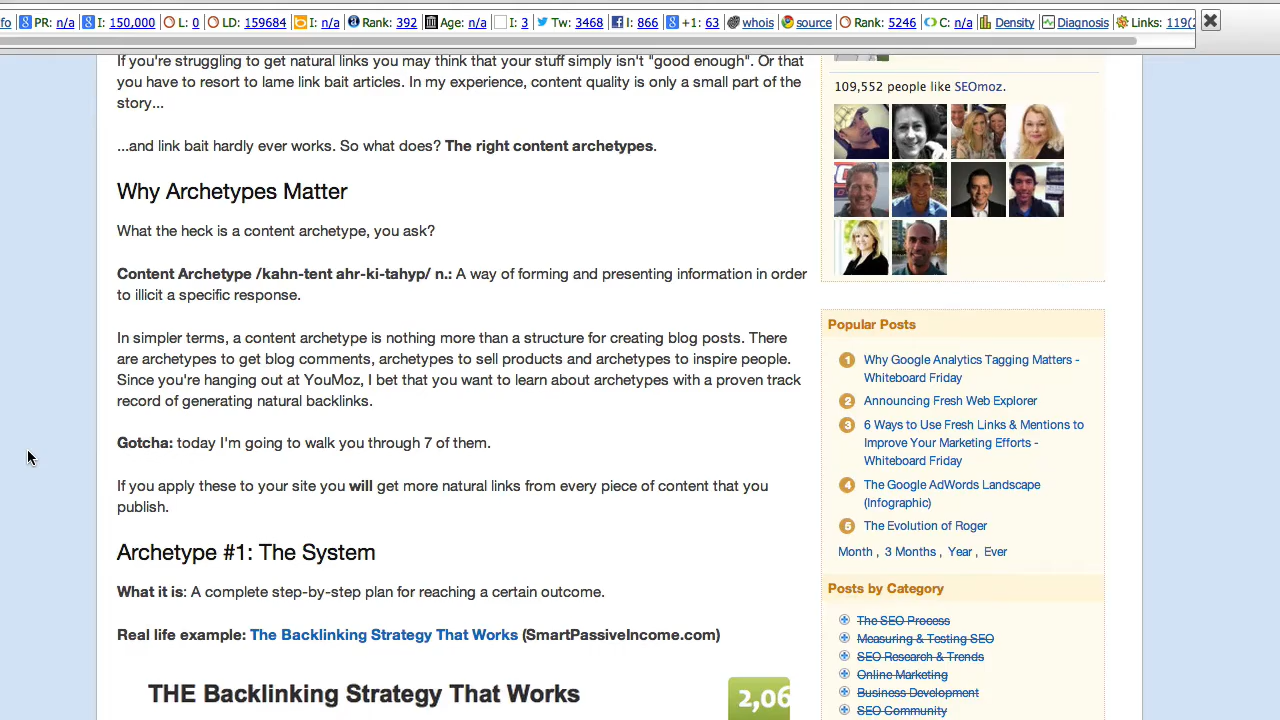 fo PR: n/a I: 150,000 L: 0 LD: 159684 I: n/a Rank: 392 Age: n/a I: 3 Tw: 3468 I: 866 +1: 63 whois source Rank: 5246 C: n/a Density Diagnosis Links: 119(2
If you're struggling to get natural links you may think that your stuff simply isn't "good enough". Or that
you have to resort to lame link bait articles. In my experience, content quality is only a small part of the
story...
...and link bait hardly ever works. So what does? The right content archetypes.
Why Archetypes Matter
What the heck is a content archetype, you ask?
Content Archetype /kahn-tent ahr-ki-tahyp/ n.: A way of forming and presenting information in order
to illicit a specific response.
In simpler terms, a content archetype is nothing more than a structure for creating blog posts. There
are archetypes to get blog comments, archetypes to sell products and archetypes to inspire people.
Since you're hanging out at YouMoz, I bet that you want to learn about archetypes with a proven track
record of generating natural backlinks.
Gotcha: today I'm going to walk you through 7 of them.
If you apply these to your site you will get more natural links from every piece of content that you
publish.
Archetype #1: The System
What it is: A complete step-by-step plan for reaching a certain outcome.
Real life example: The Backlinking Strategy That Works (SmartPassiveIncome.com)
THE Backlinking Strategy That Works
2,06
109,552 people like SEOmoz.
Popular Posts
1 Why Google Analytics Tagging Matters -
Whiteboard Friday
2 Announcing Fresh Web Explorer
3 6 Ways to Use Fresh Links & Mentions to
Improve Your Marketing Efforts -
Whiteboard Friday
4 The Google AdWords Landscape
(Infographic)
5 The Evolution of Roger
Month , 3 Months , Year , Ever
Posts by Category
The SEO Process
Measuring & Testing SEO
SEO Research & Trends
Online Marketing
Business Development
SEO Community